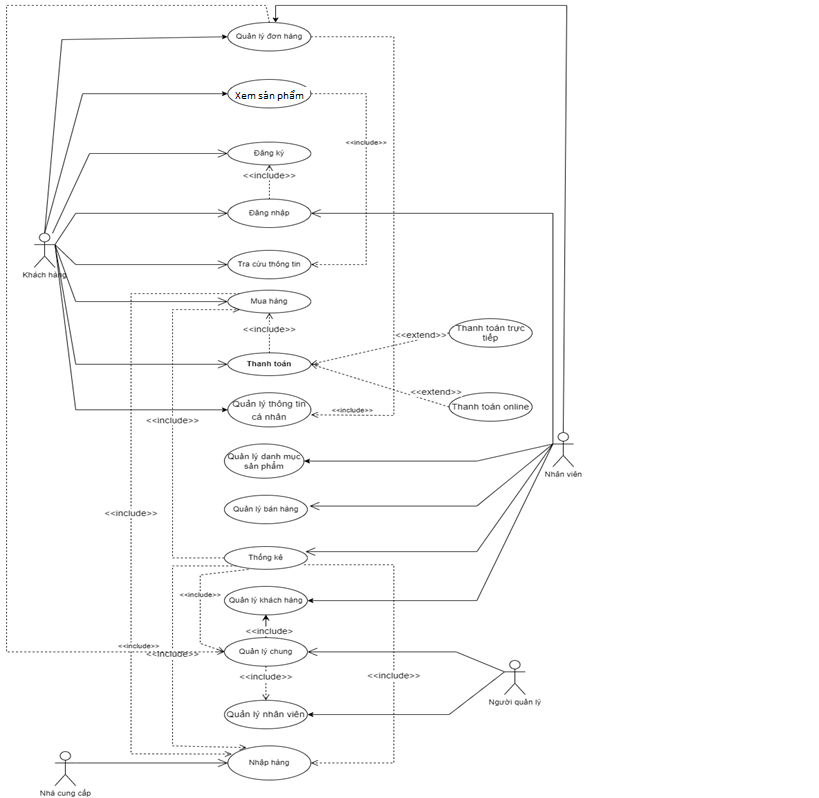 Quản lý đơn hàng
Xem sản phẩm
<<include>>
Đăng ký
<<include>>
Đăng nhập
Khách hàng
Tra cứu thông tin
Mua hàng
<<include>>
<<extend>>
Thanh toán trực
tiếp
Thanh toán
<<extend>>
Thanh toán online
Quản lý thông tin
cá nhân
<<include>>
<<include>>
Quản lý danh mục
sản phẩm
Nhân viên
Quản lý bán hàng
<<include>>
Thống kê
<<include>>
Quản lý khách hàng
<<include>
<<include>>
<<include>>
Quản lý chung
<<include>>
<<include>>
Người quản lý
Quản lý nhân viên
Nhập hàng
Nhà cung cấp